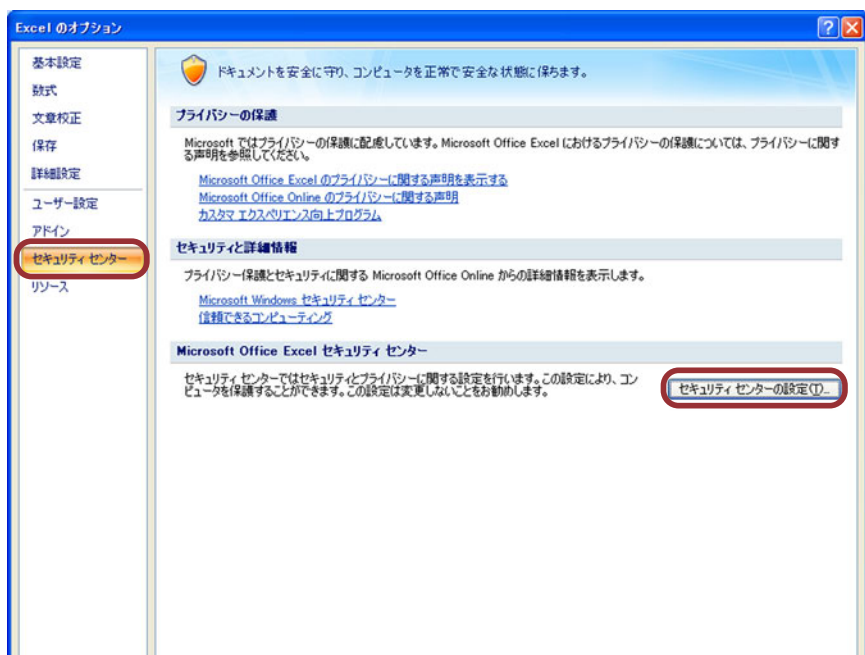 Excel のオプション
基本設定
数式
文章校正
保存
詳細設定
ユーザー設定
アドイン
セキュリティ センター
リソース
ドキュメントを安全に守り、コンピュータを正常で安全な状態に保ちます。
プライバシーの保護
Microsoft ではプライバシーの保護に配慮しています。Microsoft Office Excel におけるプライバシーの保護については、プライバシーに関す
る声明を参照してください。
Microsoft Office Excel のプライバシーに関する声明を表示する
Microsoft Office Online のプライバシーに関する声明
カスタマ エクスペリエンス向上プログラム
セキュリティと詳細情報
プライバシー保護とセキュリティに関する Microsoft Office Online からの詳細情報を表示します。
Microsoft Windows セキュリティ センター
信頼できるコンピューティング
Microsoft Office Excel セキュリティ センター
セキュリティ センターではセキュリティとプライバシーに関する設定を行います。この設定により、コン
ピュータを保護することができます。この設定は変更しないことをお勧めします。
セキュリティ センターの設定(T)...